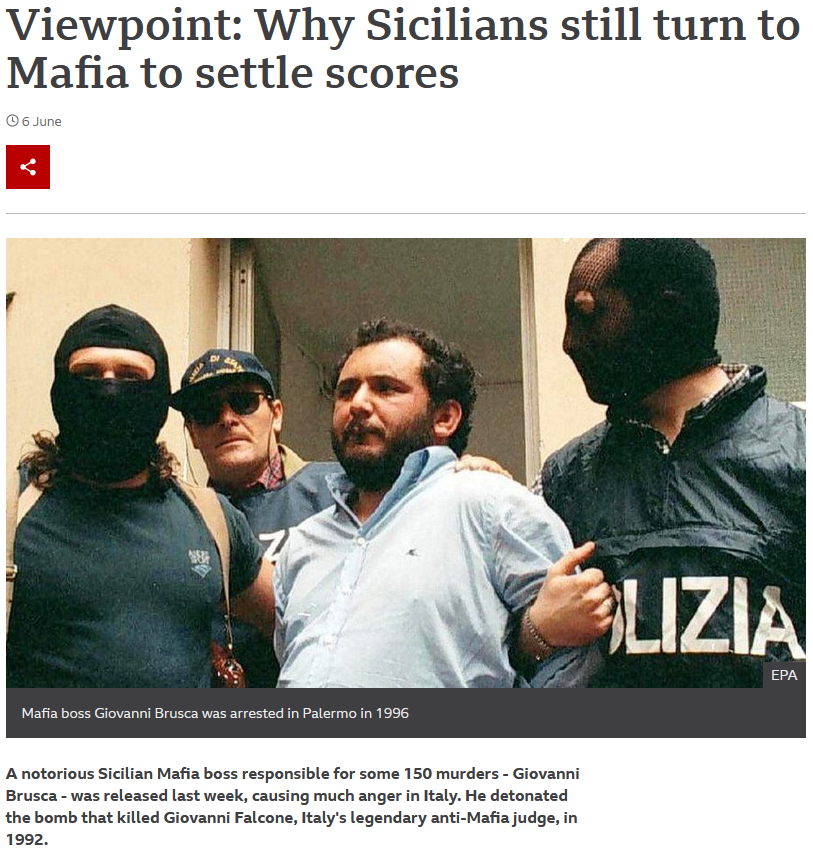 Viewpoint: Why Sicilians still turn to
Mafia to settle scores
6 June
POLIZIA
EPA
Mafia boss Giovanni Brusca was arrested in Palermo in 1996
A notorious Sicilian Mafia boss responsible for some 150 murders - Giovanni
Brusca - was released last week, causing much anger in Italy. He detonated
the bomb that killed Giovanni Falcone, Italy's legendary anti-Mafia judge, in
1992.